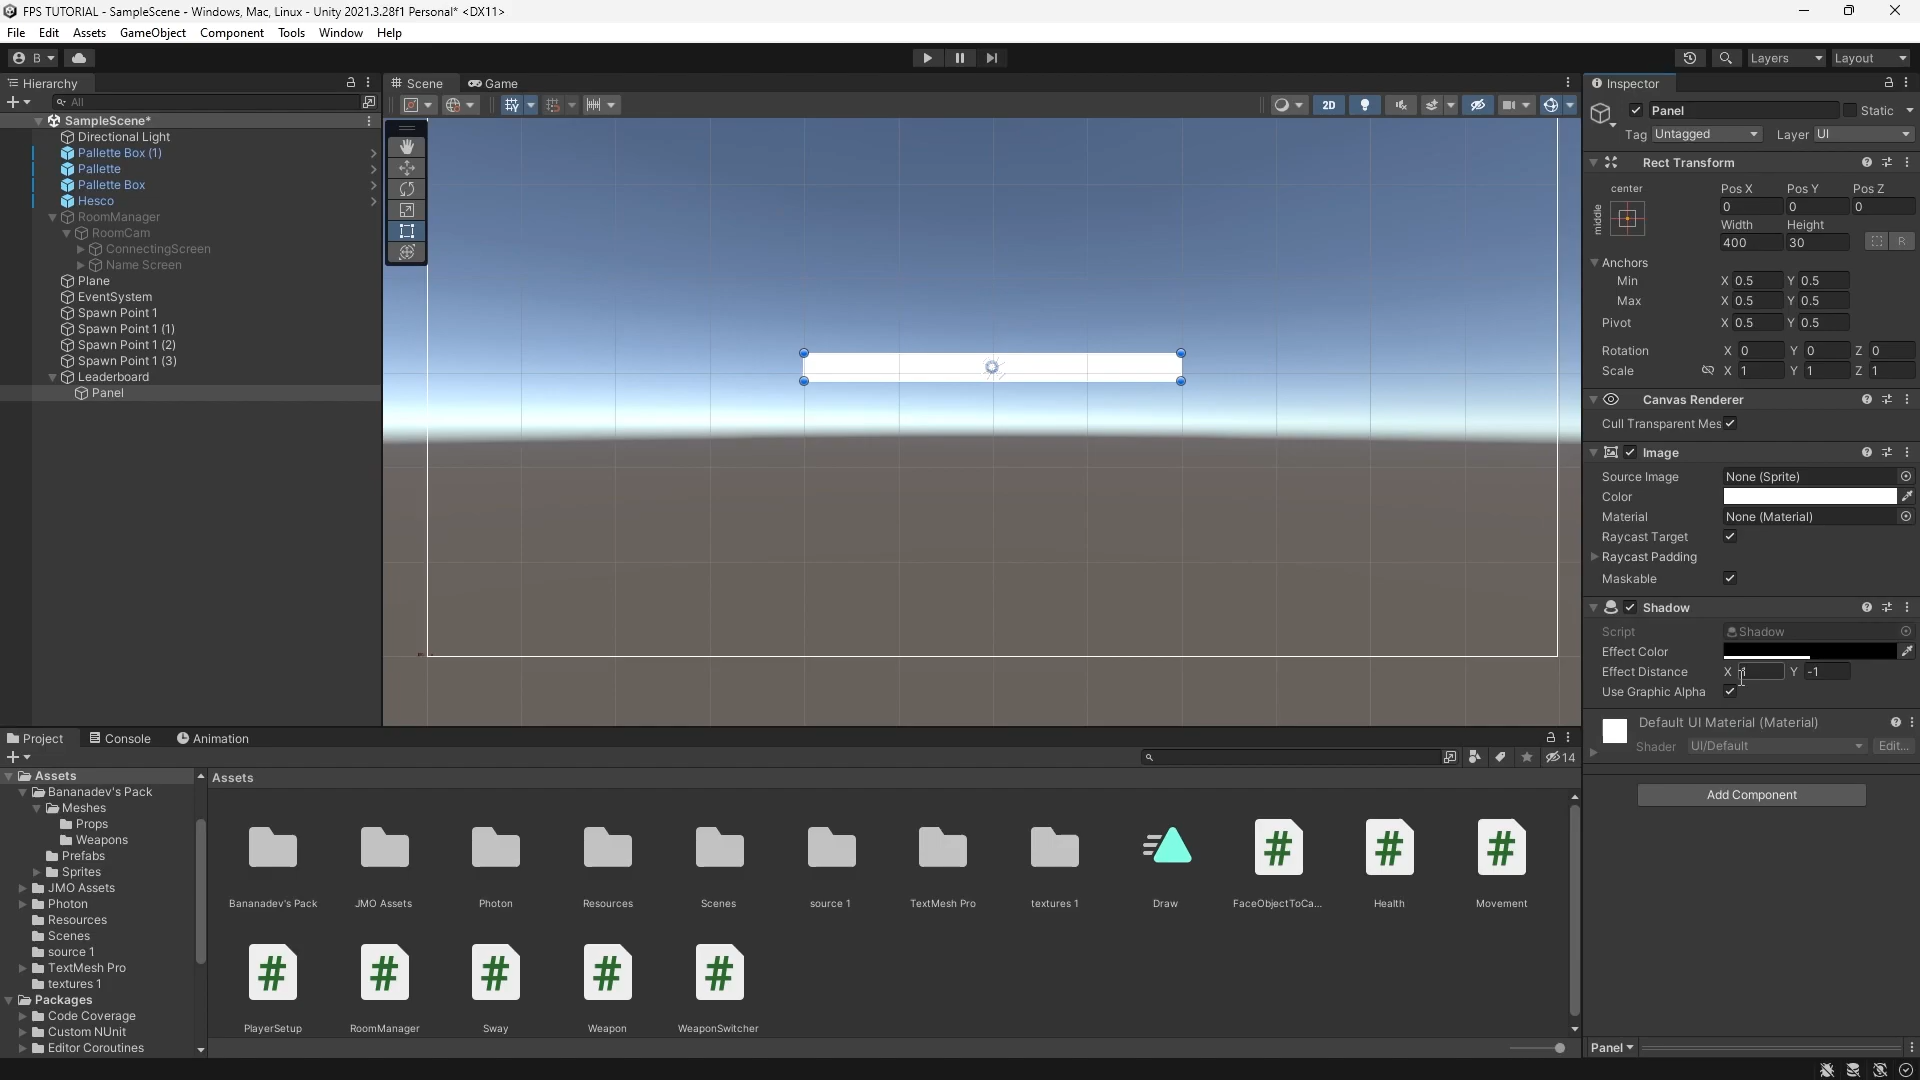 FPS TUTORIAL - SampleScene - Windows, Mac, Linux - Unity 2021.3.28f1 Personal* <DX11>
File Edit Assets GameObject Component Tools Window Help
B Layers Layout
Hierarchy
All
SampleScene*
Directional Light
Pallette Box (1)
Pallette
Pallette Box
Hesco
RoomManager
RoomCam
ConnectingScreen
Name Screen
Plane
EventSystem
Spawn Point 1
Spawn Point 1 (1)
Spawn Point 1 (2)
Spawn Point 1 (3)
Leaderboard
Panel
Scene Game
2D
Inspector
Panel Static
Tag Untagged Layer UI
Rect Transform
center Pos X Pos Y Pos Z
middle
0 0 0
Width Height
400 30 R
Anchors
Min X 0.5 Y 0.5
Max X 0.5 Y 0.5
Pivot X 0.5 Y 0.5
Rotation X 0 Y 0 Z 0
Scale X 1 Y 1 Z 1
Canvas Renderer
Cull Transparent Mes
Image
Source Image None (Sprite)
Color
Material None (Material)
Raycast Target
Raycast Padding
Maskable
Shadow
Script Shadow
Effect Color
Effect Distance X Y -1
Use Graphic Alpha
Default UI Material (Material)
Shader UI/Default Edit...
Add Component
Panel
Project Console Animation
14
Assets
Bananadev's Pack
Meshes
Props
Weapons
Prefabs
Sprites
JMO Assets
Photon
Resources
Scenes
source 1
TextMesh Pro
textures 1
Packages
Code Coverage
Custom NUnit
Editor Coroutines
Assets
Bananadev's Pack JMO Assets Photon Resources Scenes source 1 TextMesh Pro textures 1 Draw FaceObjectToCa... Health Movement
PlayerSetup RoomManager Sway Weapon WeaponSwitcher